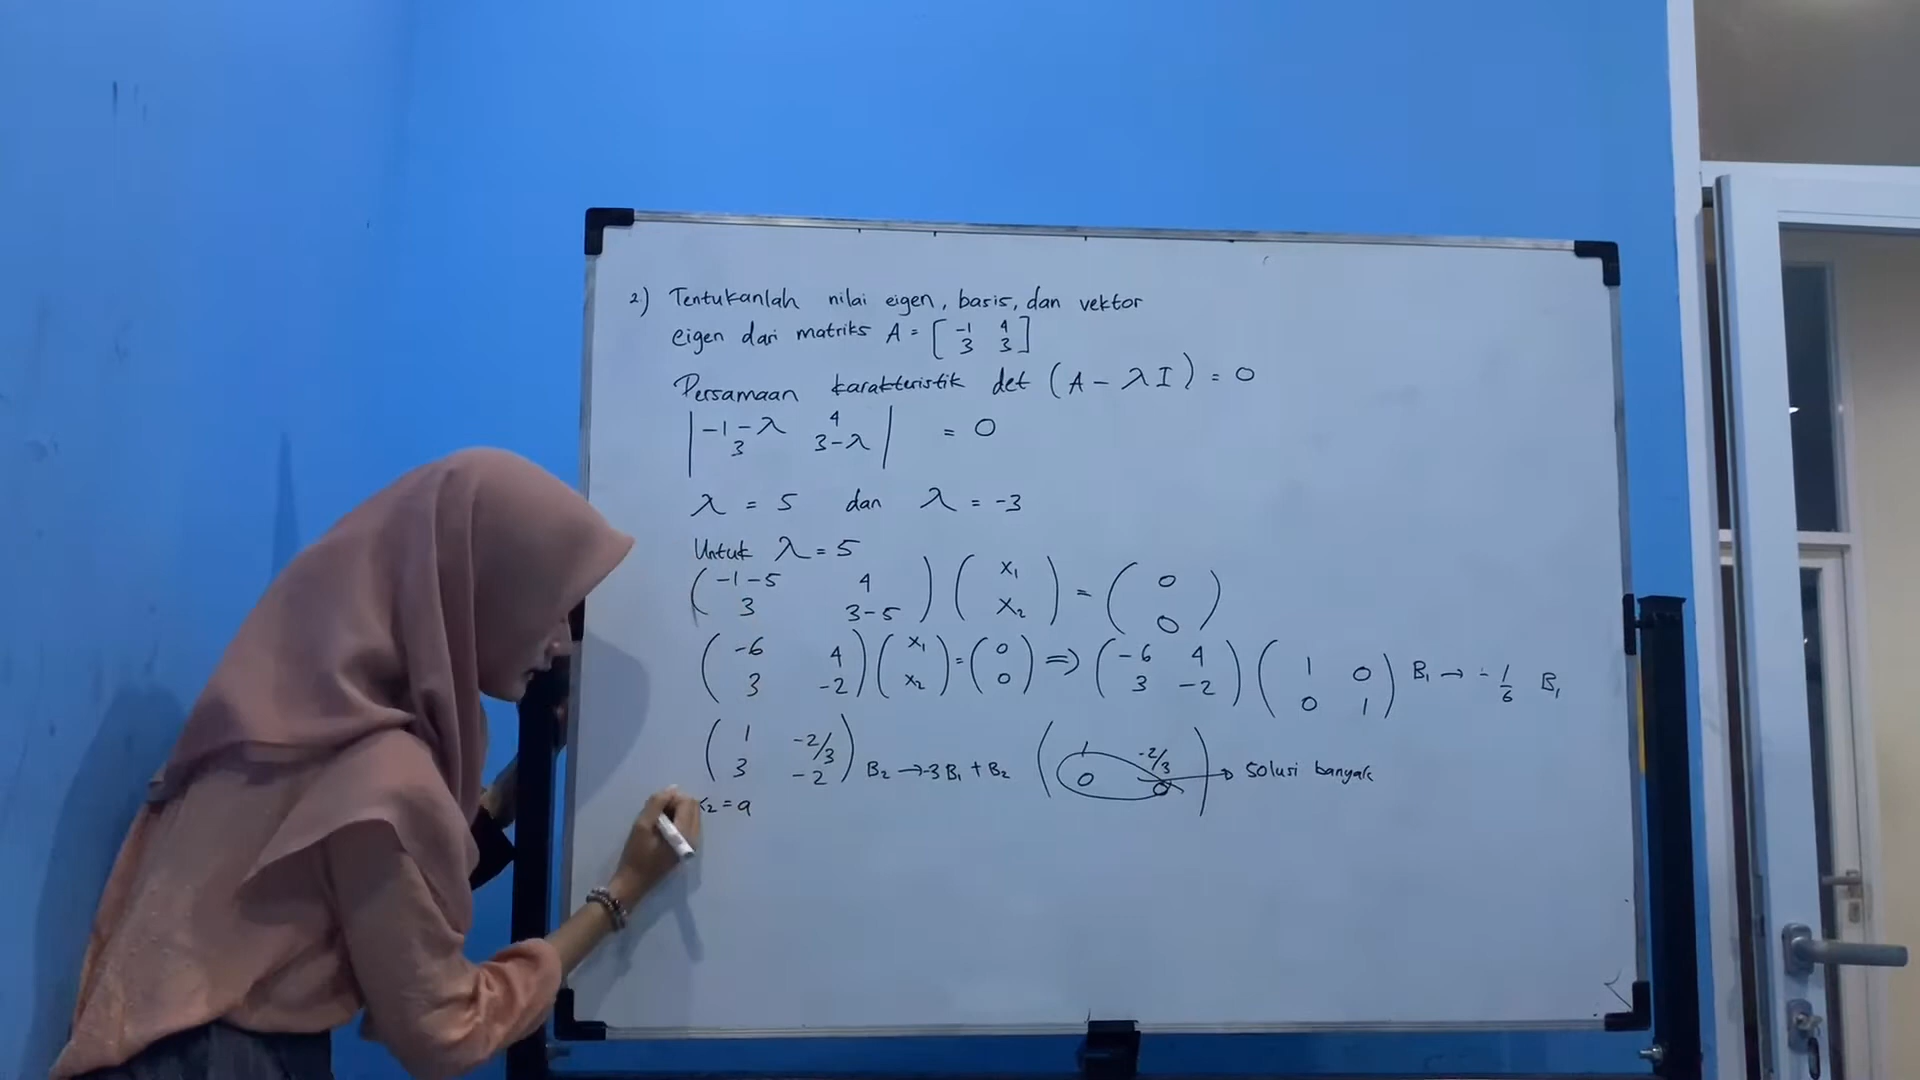 2.) Tentukanlah nilai eigen, basis, dan vektor
eigen dari matriks A = [ -1 4
3 3 ]
Persamaan karakteristik det (A - λI) = 0
| -1-λ 4
3 3-λ | = 0
λ = 5 dan λ = -3
Untuk λ = 5
( -1-5 4
3 3-5 ) ( x₁
x₂ ) = ( 0
0 )
( -6 4
3 -2 ) ( x₁
x₂ ) = ( 0
0 ) => ( -6 4
3 -2 ) ( 1 0
0 1 ) B₁ → - 1/6 B₁
( 1 -2/3
3 -2 ) B₂ → -3B₁ + B₂ ( 1 -2/3
0 0 ) → solusi banyak
x₂ = a